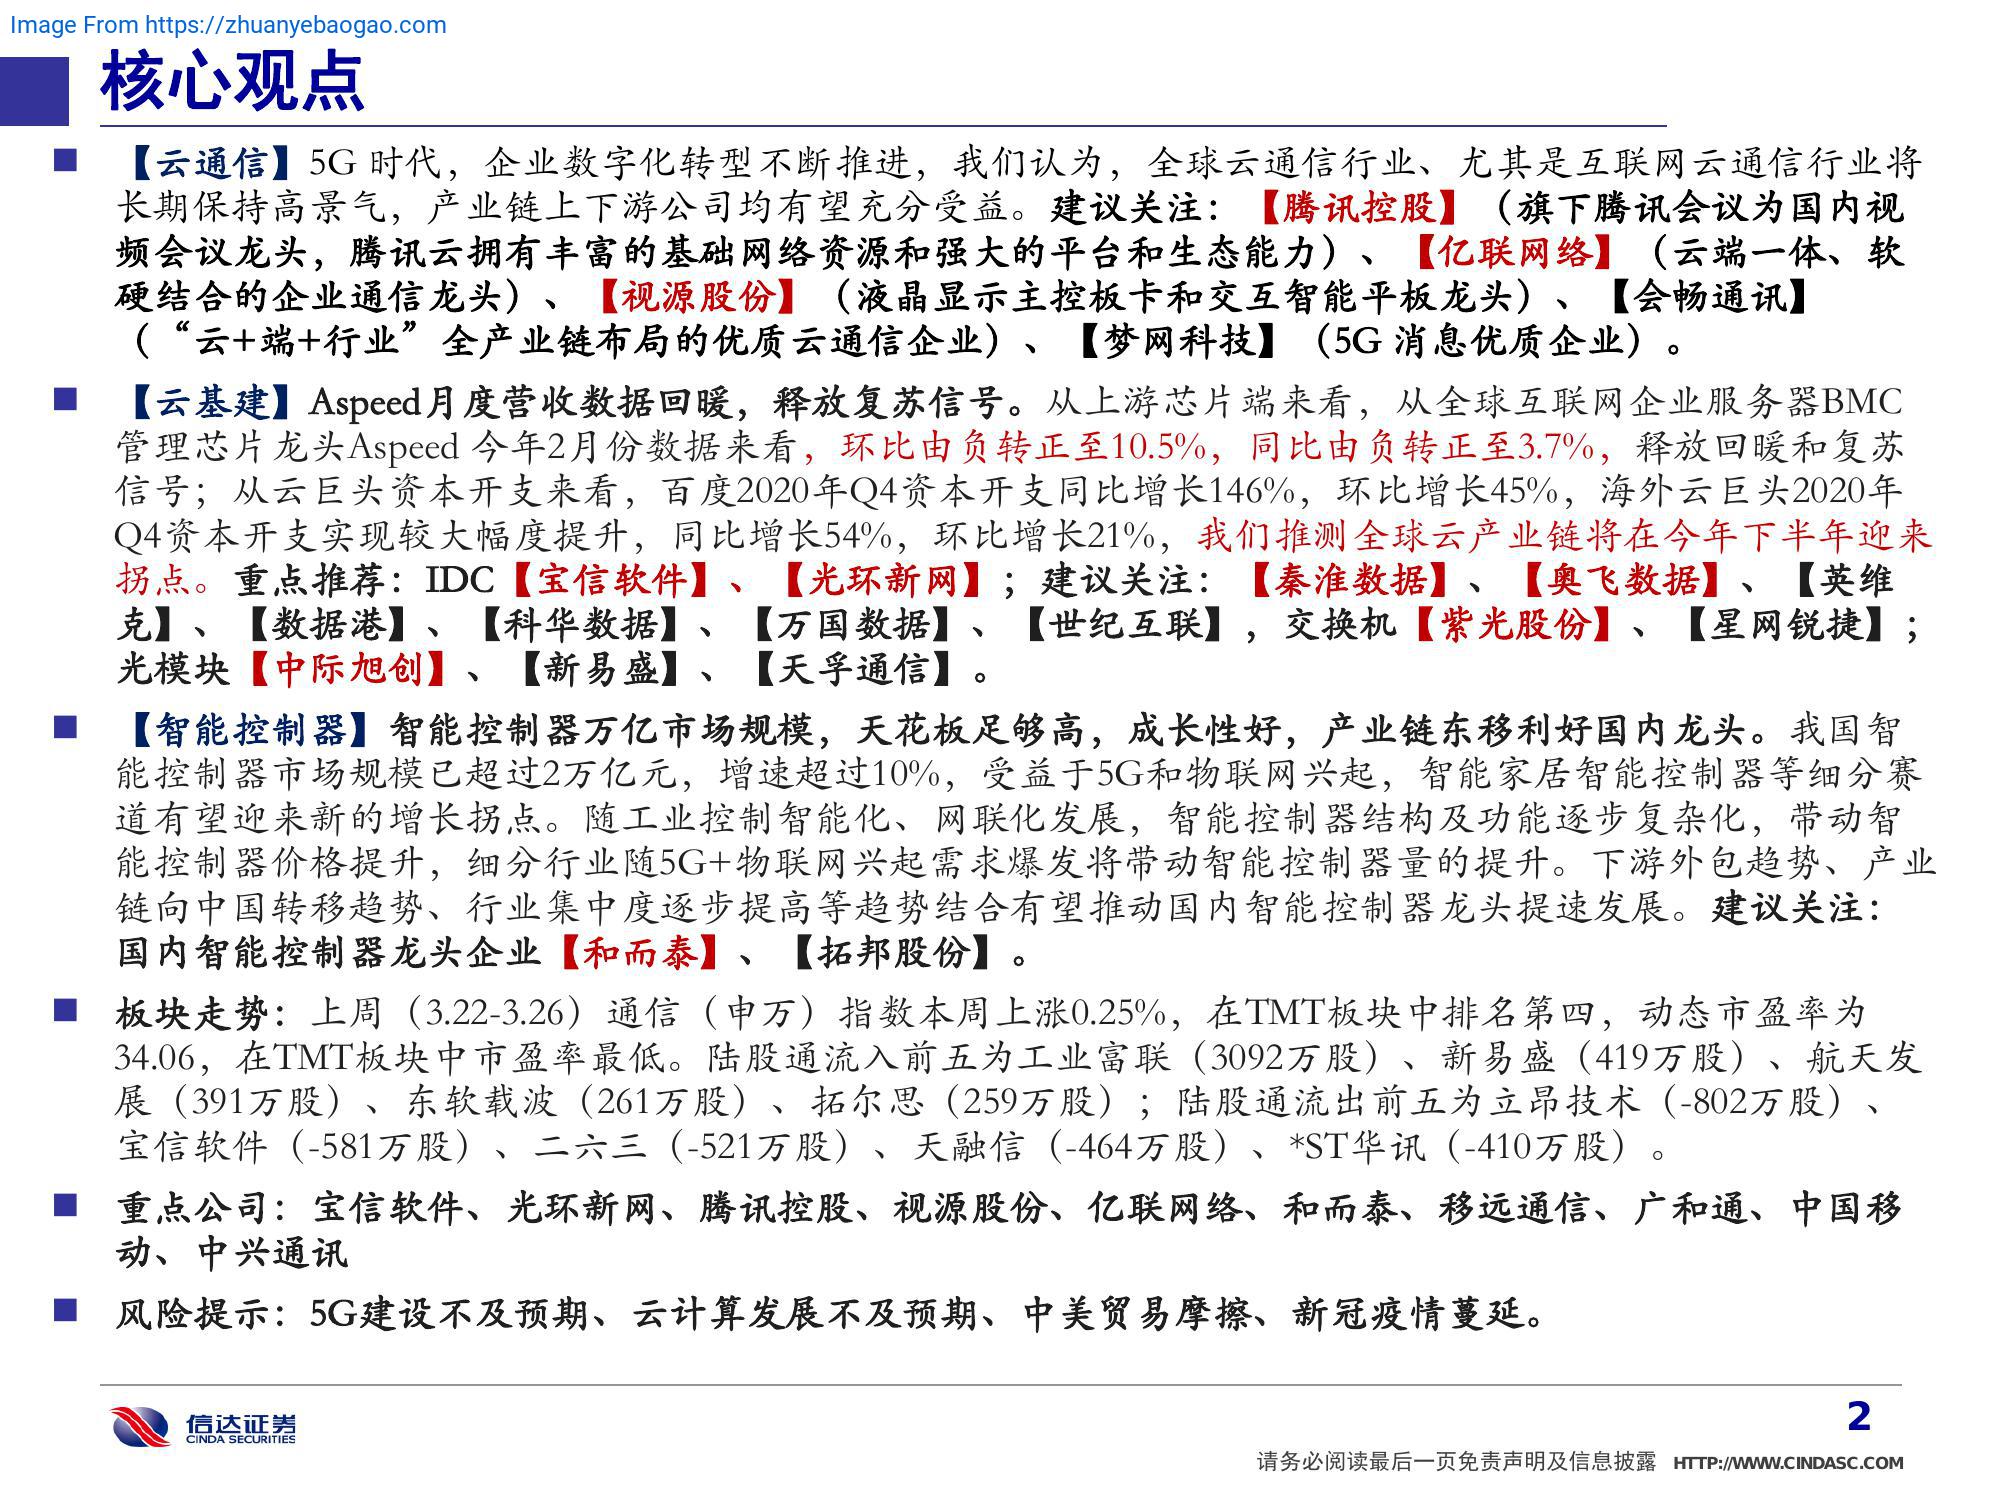 Image From https://zhuanyebaogao.com
核心观点
【云通信】5G 时代，企业数字化转型不断推进，我们认为，全球云通信行业、尤其是互联网云通信行业将
长期保持高景气，产业链上下游公司均有望充分受益。建议关注：【腾讯控股】（旗下腾讯会议为国内视
频会议龙头，腾讯云拥有丰富的基础网络资源和强大的平台和生态能力）、【亿联网络】（云端一体、软
硬结合的企业通信龙头）、【视源股份】（液晶显示主控板卡和交互智能平板龙头）、【会畅通讯】
（“云+端+行业”全产业链布局的优质云通信企业）、【梦网科技】（5G 消息优质企业）。
【云基建】Aspeed月度营收数据回暖，释放复苏信号。从上游芯片端来看，从全球互联网企业服务器BMC
管理芯片龙头Aspeed 今年2月份数据来看，环比由负转正至10.5%，同比由负转正至3.7%，释放回暖和复苏
信号；从云巨头资本开支来看，百度2020年Q4资本开支同比增长146%，环比增长45%，海外云巨头2020年
Q4资本开支实现较大幅度提升，同比增长54%，环比增长21%，我们推测全球云产业链将在今年下半年迎来
拐点。重点推荐：IDC【宝信软件】、【光环新网】；建议关注：【秦淮数据】、【奥飞数据】、【英维
克】、【数据港】、【科华数据】、【万国数据】、【世纪互联】，交换机【紫光股份】、【星网锐捷】；
光模块【中际旭创】、【新易盛】、【天孚通信】。
【智能控制器】智能控制器万亿市场规模，天花板足够高，成长性好，产业链东移利好国内龙头。我国智
能控制器市场规模已超过2万亿元，增速超过10%，受益于5G和物联网兴起，智能家居智能控制器等细分赛
道有望迎来新的增长拐点。随工业控制智能化、网联化发展，智能控制器结构及功能逐步复杂化，带动智
能控制器价格提升，细分行业随5G+物联网兴起需求爆发将带动智能控制器量的提升。下游外包趋势、产业
链向中国转移趋势、行业集中度逐步提高等趋势结合有望推动国内智能控制器龙头提速发展。建议关注：
国内智能控制器龙头企业【和而泰】、【拓邦股份】。
板块走势：上周（3.22-3.26）通信（申万）指数本周上涨0.25%，在TMT板块中排名第四，动态市盈率为
34.06，在TMT板块中市盈率最低。陆股通流入前五为工业富联（3092万股）、新易盛（419万股）、航天发
展（391万股）、东软载波（261万股）、拓尔思（259万股）；陆股通流出前五为立昂技术（-802万股）、
宝信软件（-581万股）、二六三（-521万股）、天融信（-464万股）、*ST华讯（-410万股）。
重点公司：宝信软件、光环新网、腾讯控股、视源股份、亿联网络、和而泰、移远通信、广和通、中国移
动、中兴通讯
风险提示：5G建设不及预期、云计算发展不及预期、中美贸易摩擦、新冠疫情蔓延。
信达证券
CINDA SECURITIES
2
请务必阅读最后一页免责声明及信息披露 HTTP://WWW.CINDASC.COM